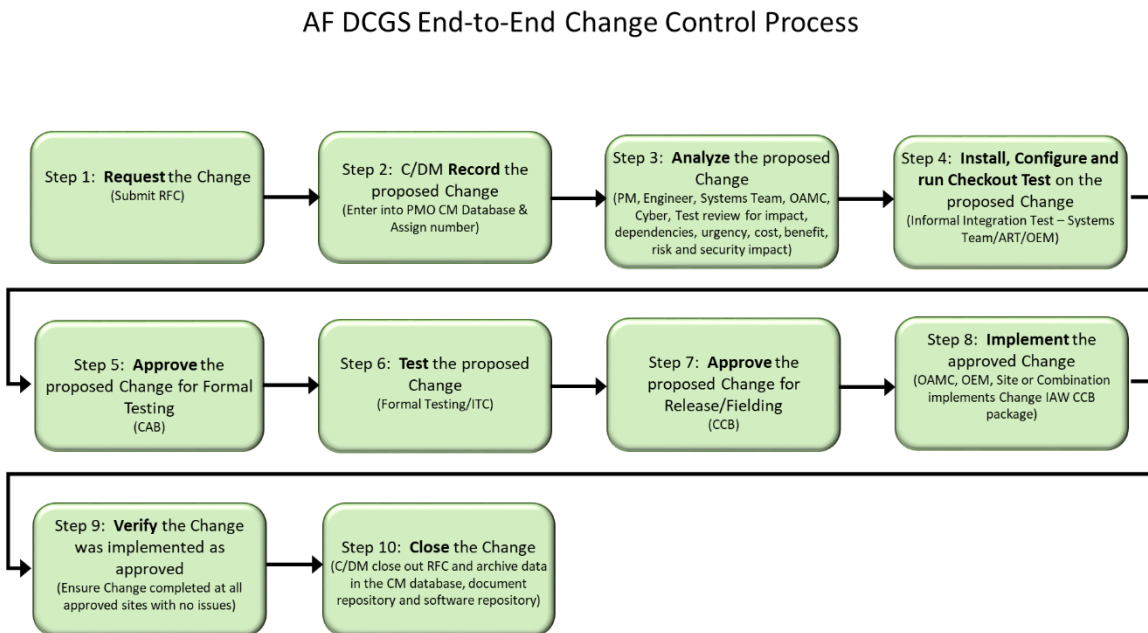 AF DCGS End-to-End Change Control Process
Step 1: Request the Change
(Submit RFC)
Step 2: C/DM Record the
proposed Change
(Enter into PMO CM Database &
Assign number)
Step 3: Analyze the proposed
Change
(PM, Engineer, Systems Team, OAMC,
Cyber, Test review for impact,
dependencies, urgency, cost, benefit,
risk and security impact)
Step 4: Install, Configure and
run Checkout Test on the
proposed Change
(Informal Integration Test – Systems
Team/ART/OEM)
Step 5: Approve the
proposed Change for Formal
Testing
(CAB)
Step 6: Test the proposed
Change
(Formal Testing/ITC)
Step 7: Approve the
proposed Change for
Release/Fielding
(CCB)
Step 8: Implement the
approved Change
(OAMC, OEM, Site or Combination
implements Change IAW CCB
package)
Step 9: Verify the Change
was implemented as
approved
(Ensure Change completed at all
approved sites with no issues)
Step 10: Close the Change
(C/DM close out RFC and archive data
in the CM database, document
repository and software repository)